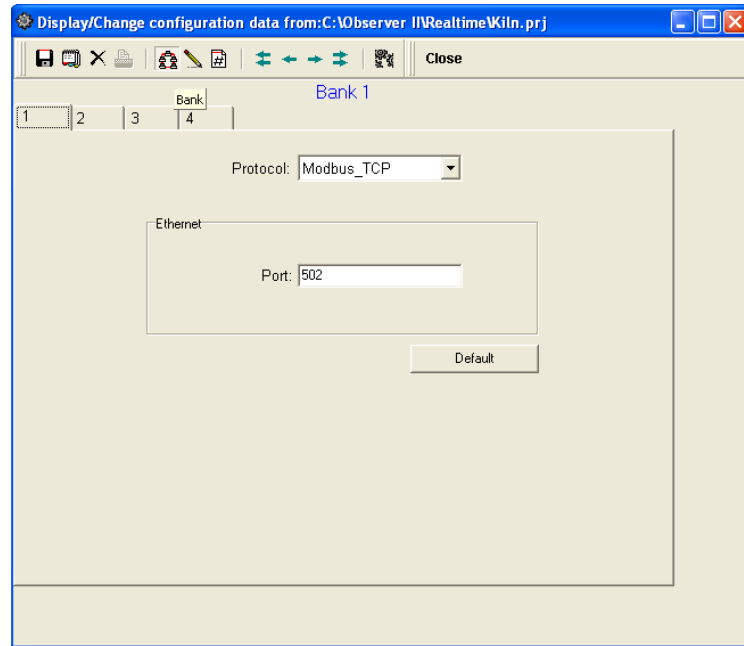 Display/Change configuration data from:C:\Observer II\Realtime\Kiln.prj
Close
Bank 1
Bank
1 2 3 4
Protocol: Modbus_TCP
Ethernet
Port: 502
Default